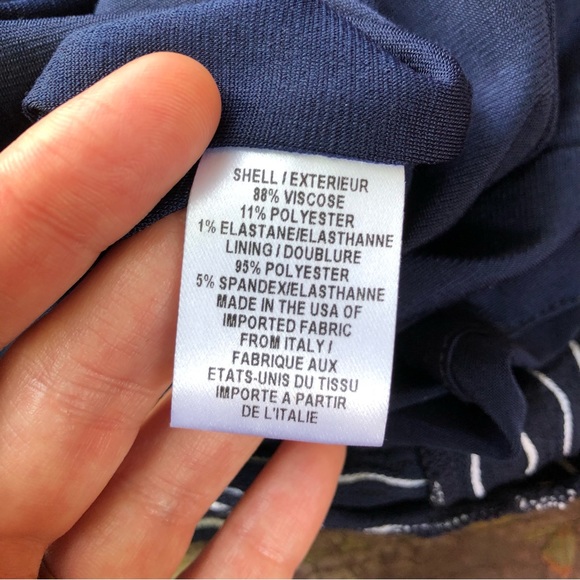 SHELL / EXTERIEUR
88% VISCOSE
11% POLYESTER
1% ELASTANE/ELASTHANNE
LINING / DOUBLURE
95% POLYESTER
5% SPANDEX/ELASTHANNE
MADE IN THE USA OF
IMPORTED FABRIC
FROM ITALY /
FABRIQUE AUX
ETATS-UNIS DU TISSU
IMPORTE A PARTIR
DE L'ITALIE